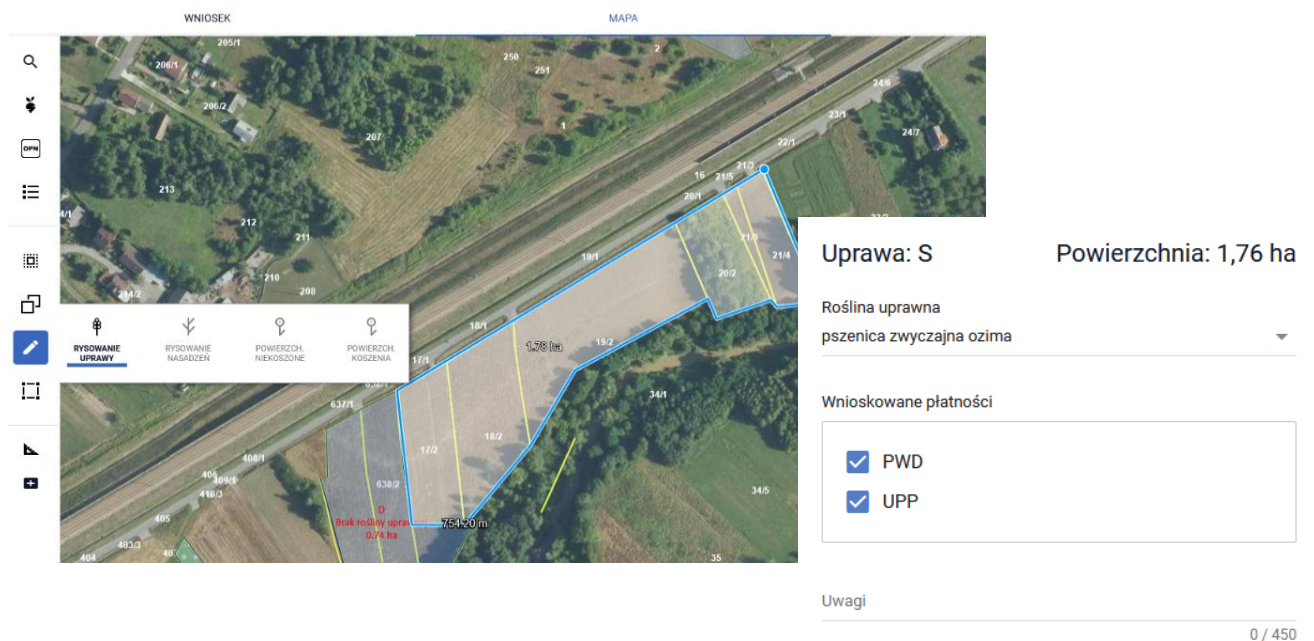 WNIOSEK
MAPA
205/1
2
206/1
250
251
24/6
206/2
23/1
OPN
207
1
22/1
24/7
21/3
16
21/5
213
20/1
212
211
19/1
21/4
210
208
20/2
214/2
18/1
RYSOWANIE UPRAWY
RYSOWANIE NASADZEŃ
POWIERZCH. NIEKOSZONE
POWIERZCH. KOSZENIA
1.78 ha
19/2
17/1
637/1
34/1
18/2
17/2
408/1
406
409/1
638/2
410/3
34/5
D
405
Brak rośliny upraw
754.20 m
0.74 ha
403/3
404
35
Uprawa: S
Powierzchnia: 1,76 ha
Roślina uprawna
pszenica zwyczajna ozima
Wnioskowane płatności
PWD
UPP
Uwagi
0 / 450